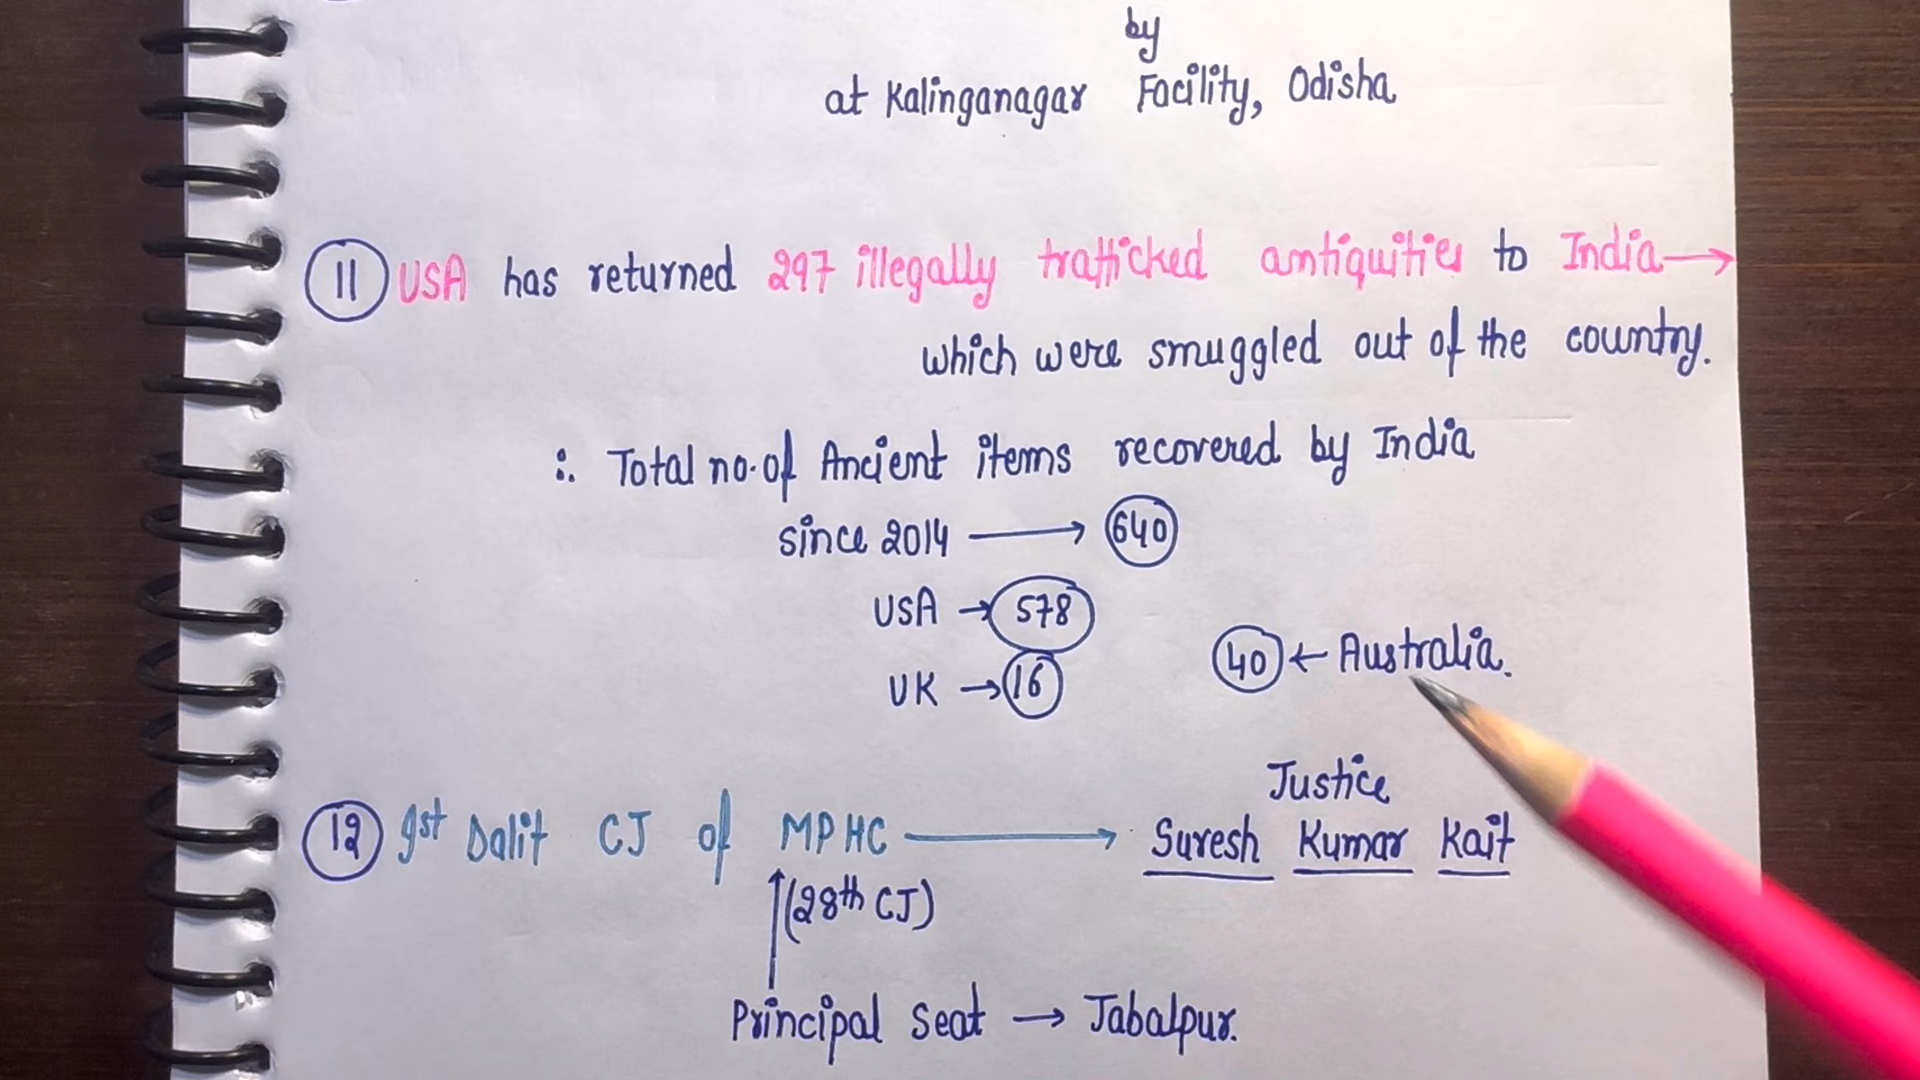 by
at Kalinganagar Facility, Odisha
11 USA has returned 297 illegally trafficked antiquities to India →
which were smuggled out of the country.
∴ Total no. of Ancient items recovered by India
since 2014 → 640
USA → 578
40 ← Australia.
UK → 16
Justice
12 1st Dalit CJ of MPHC → Suresh Kumar Kait
(28th CJ)
Principal seat → Jabalpur.